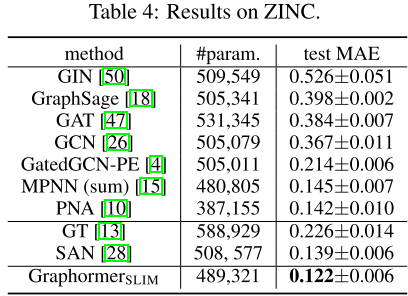 Table 4: Results on ZINC.
method #param. test MAE
GIN [50] 509,549 0.526±0.051
GraphSage [18] 505,341 0.398±0.002
GAT [47] 531,345 0.384±0.007
GCN [26] 505,079 0.367±0.011
GatedGCN-PE [4] 505,011 0.214±0.006
MPNN (sum) [15] 480,805 0.145±0.007
PNA [10] 387,155 0.142±0.010
GT [13] 588,929 0.226±0.014
SAN [28] 508, 577 0.139±0.006
GraphormerSLIM 489,321 0.122±0.006